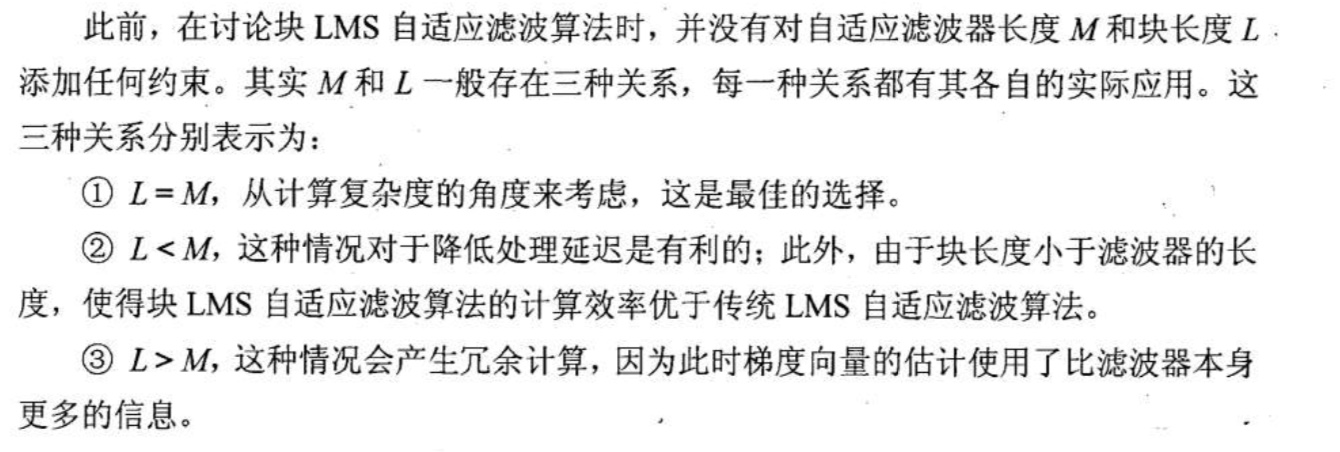 此前，在讨论块 LMS 自适应滤波算法时，并没有对自适应滤波器长度 M 和块长度 L
添加任何约束。其实 M 和 L 一般存在三种关系，每一种关系都有其各自的实际应用。这
三种关系分别表示为：
① L = M，从计算复杂度的角度来考虑，这是最佳的选择。
② L < M，这种情况对于降低处理延迟是有利的；此外，由于块长度小于滤波器的长
度，使得块 LMS 自适应滤波算法的计算效率优于传统 LMS 自适应滤波算法。
③ L > M，这种情况会产生冗余计算，因为此时梯度向量的估计使用了比滤波器本身
更多的信息。